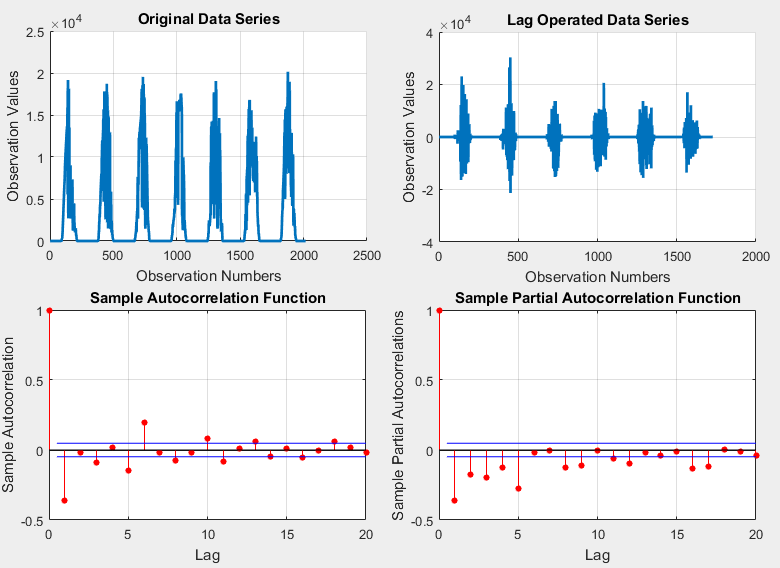 Original Data Series
×10⁴
2.5
2
1.5
1
0.5
0
0 500 1000 1500 2000 2500
Observation Values
Observation Numbers
Lag Operated Data Series
×10⁴
4
2
0
-2
-4
0 500 1000 1500 2000
Observation Values
Observation Numbers
Sample Autocorrelation Function
1
0.5
0
-0.5
0 5 10 15 20
Sample Autocorrelation
Lag
Sample Partial Autocorrelation Function
1
0.5
0
-0.5
0 5 10 15 20
Sample Partial Autocorrelations
Lag